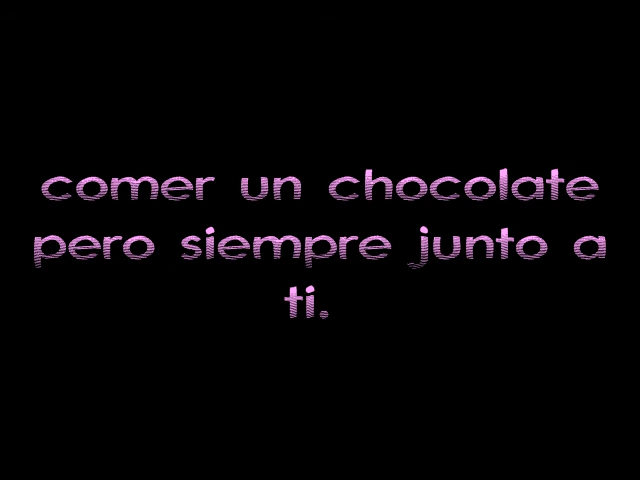 comer un chocolate
pero siempre junto a
ti.